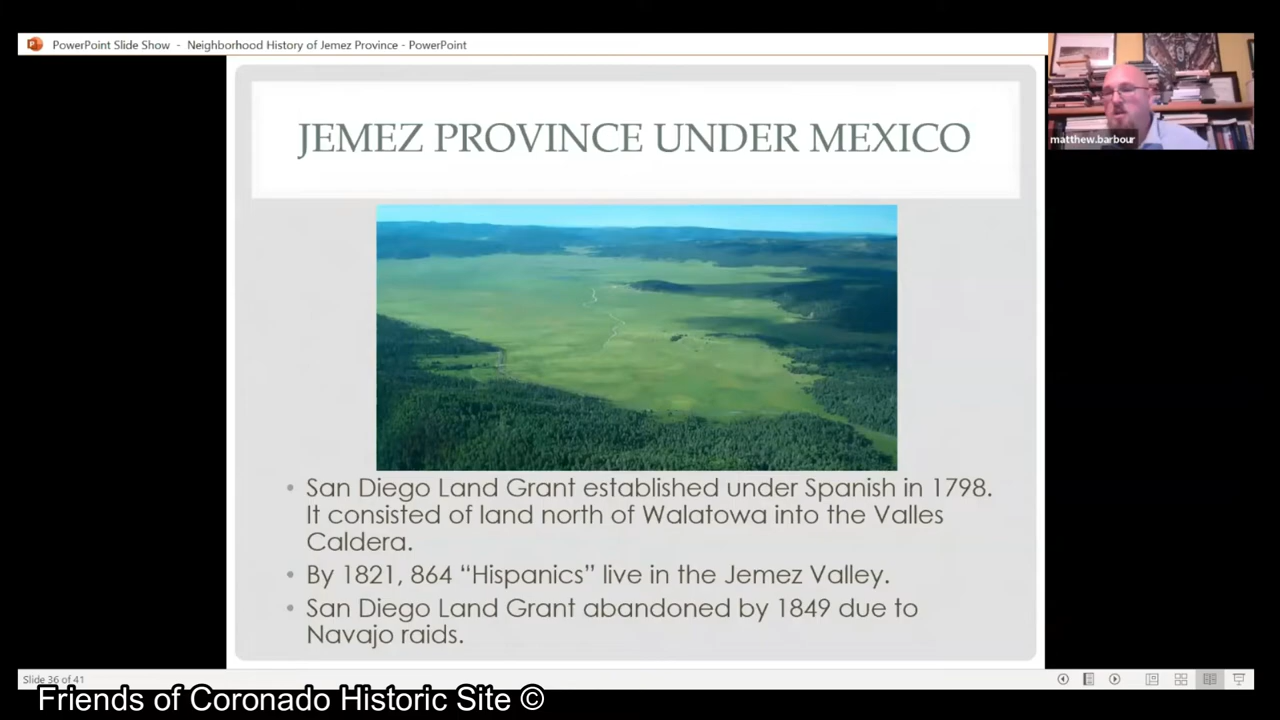 PowerPoint Slide Show - Neighborhood History of Jemez Province - PowerPoint
matthew.barbour
JEMEZ PROVINCE UNDER MEXICO
• San Diego Land Grant established under Spanish in 1798.
It consisted of land north of Walatowa into the Valles
Caldera.
• By 1821, 864 “Hispanics” live in the Jemez Valley.
• San Diego Land Grant abandoned by 1849 due to
Navajo raids.
Slide 36 of 41
Friends of Coronado Historic Site ©